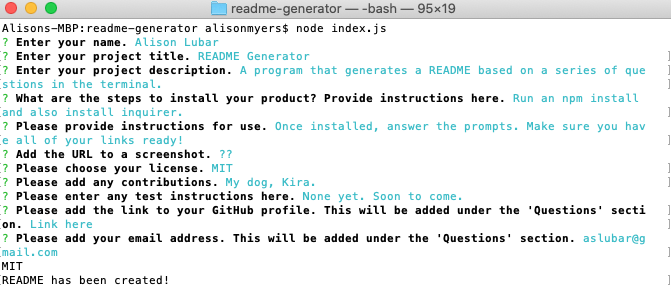 readme-generator — -bash — 95×19
Alisons-MBP:readme-generator alisonmyers$ node index.js
? Enter your name. Alison Lubar
? Enter your project title. README Generator
? Enter your project description. A program that generates a README based on a series of que
stions in the terminal.
? What are the steps to install your product? Provide instructions here. Run an npm install
and also install inquirer.
? Please provide instructions for use. Once installed, answer the prompts. Make sure you hav
e all of your links ready!
? Add the URL to a screenshot. ??
? Please choose your license. MIT
? Please add any contributions. My dog, Kira.
? Please enter any test instructions here. None yet. Soon to come.
? Please add the link to your GitHub profile. This will be added under the 'Questions' secti
on. Link here
? Please add your email address. This will be added under the 'Questions' section. aslubar@g
mail.com
MIT
README has been created!